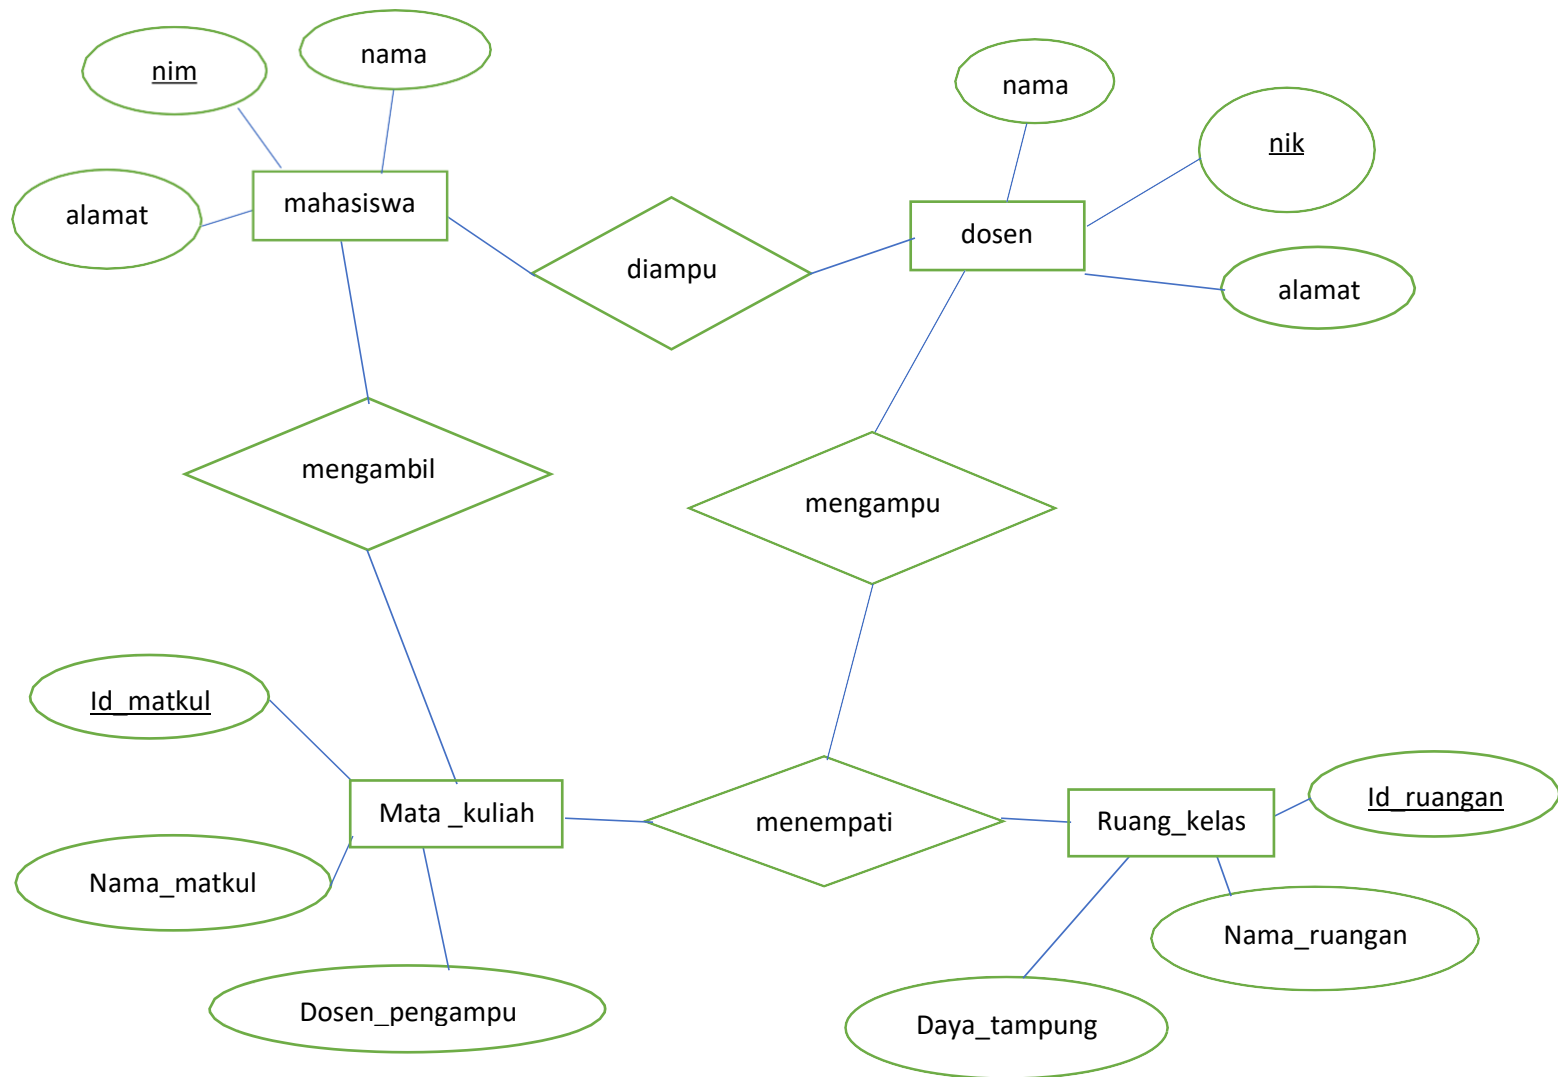 nim
nama
nama
nik
alamat
mahasiswa
dosen
diampu
alamat
mengambil
mengampu
Id_matkul
Mata _kuliah
menempati
Ruang_kelas
Id_ruangan
Nama_matkul
Nama_ruangan
Dosen_pengampu
Daya_tampung